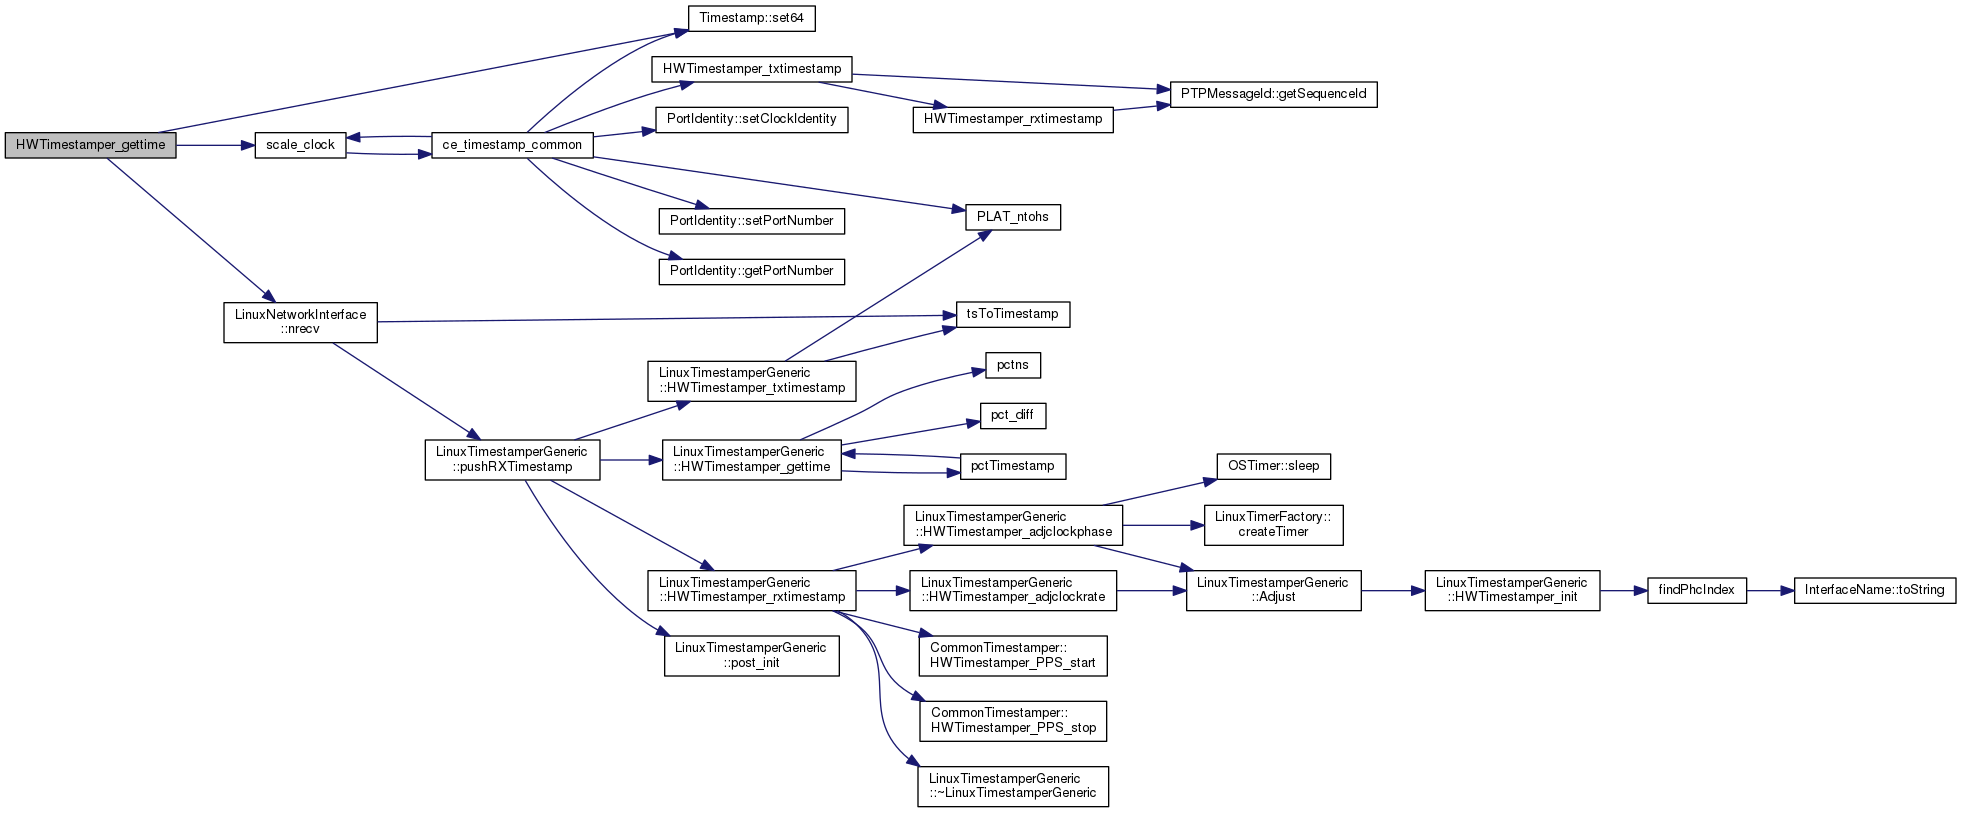 Timestamp::set64
HWTimestamper_txtimestamp
PTPMessageId::getSequenceId
PortIdentity::setClockIdentity
HWTimestamper_rxtimestamp
HWTimestamper_gettime
scale_clock
ce_timestamp_common
PortIdentity::setPortNumber
PLAT_ntohs
PortIdentity::getPortNumber
LinuxNetworkInterface
::nrecv
tsToTimestamp
pctns
LinuxTimestamperGeneric
::HWTimestamper_txtimestamp
pct_diff
LinuxTimestamperGeneric
::pushRXTimestamp
LinuxTimestamperGeneric
::HWTimestamper_gettime
pctTimestamp
OSTimer::sleep
LinuxTimestamperGeneric
::HWTimestamper_adjclockphase
LinuxTimerFactory::
createTimer
LinuxTimestamperGeneric
::HWTimestamper_rxtimestamp
LinuxTimestamperGeneric
::HWTimestamper_adjclockrate
LinuxTimestamperGeneric
::Adjust
LinuxTimestamperGeneric
::HWTimestamper_init
findPhcIndex
InterfaceName::toString
LinuxTimestamperGeneric
::post_init
CommonTimestamper::
HWTimestamper_PPS_start
CommonTimestamper::
HWTimestamper_PPS_stop
LinuxTimestamperGeneric
::~LinuxTimestamperGeneric